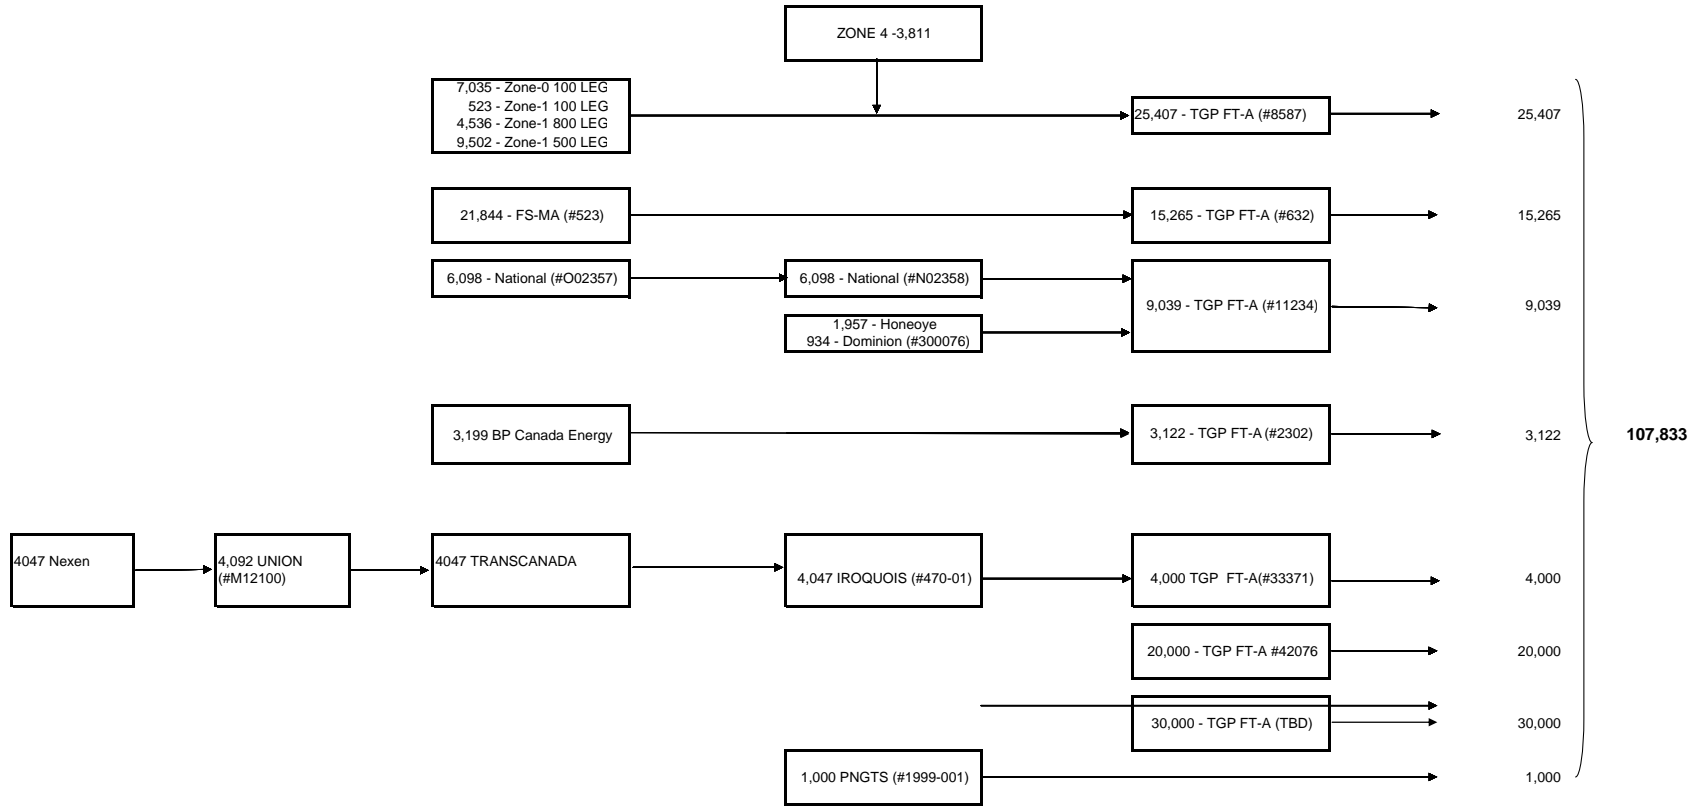 ZONE 4 -3,811
7,035 - Zone-0 100 LEG
523 - Zone-1 100 LEG
4,536 - Zone-1 800 LEG
9,502 - Zone-1 500 LEG
25,407 - TGP FT-A (#8587)
25,407
21,844 - FS-MA (#523)
15,265 - TGP FT-A (#632)
15,265
6,098 - National (#O02357)
6,098 - National (#N02358)
1,957 - Honeoye
934 - Dominion (#300076)
9,039 - TGP FT-A (#11234)
9,039
3,199 BP Canada Energy
3,122 - TGP FT-A (#2302)
3,122
107,833
4047 Nexen
4,092 UNION
(#M12100)
4047 TRANSCANADA
4,047 IROQUOIS (#470-01)
4,000 TGP FT-A(#33371)
4,000
20,000 - TGP FT-A #42076
20,000
30,000 - TGP FT-A (TBD)
30,000
1,000 PNGTS (#1999-001)
1,000